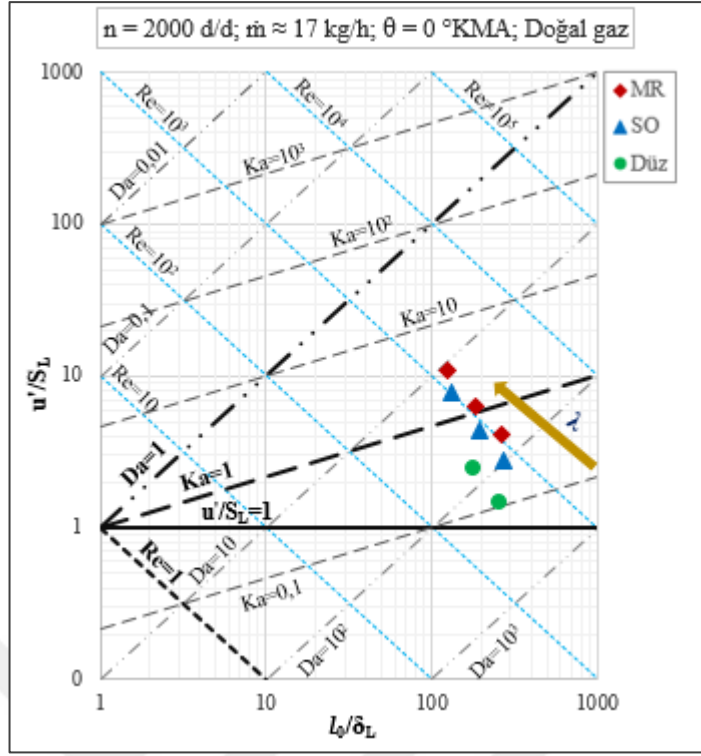 n = 2000 d/d; ṁ ≈ 17 kg/h; θ = 0 °KMA; Doğal gaz
1000
100
10
1
0
u'/S_L
1
10
100
1000
l₀/δ_L
MR
SO
Düz
Re=10³
Re=10⁴
Re=10⁵
Da=0,01
Ka=10³
Re=10²
Ka=10²
Da=0,1
Ka=10
Re=10
λ
Da=1
Ka=1
u'/S_L=1
Re=1
Da=10
Ka=0,1
Da=10²
Da=10³